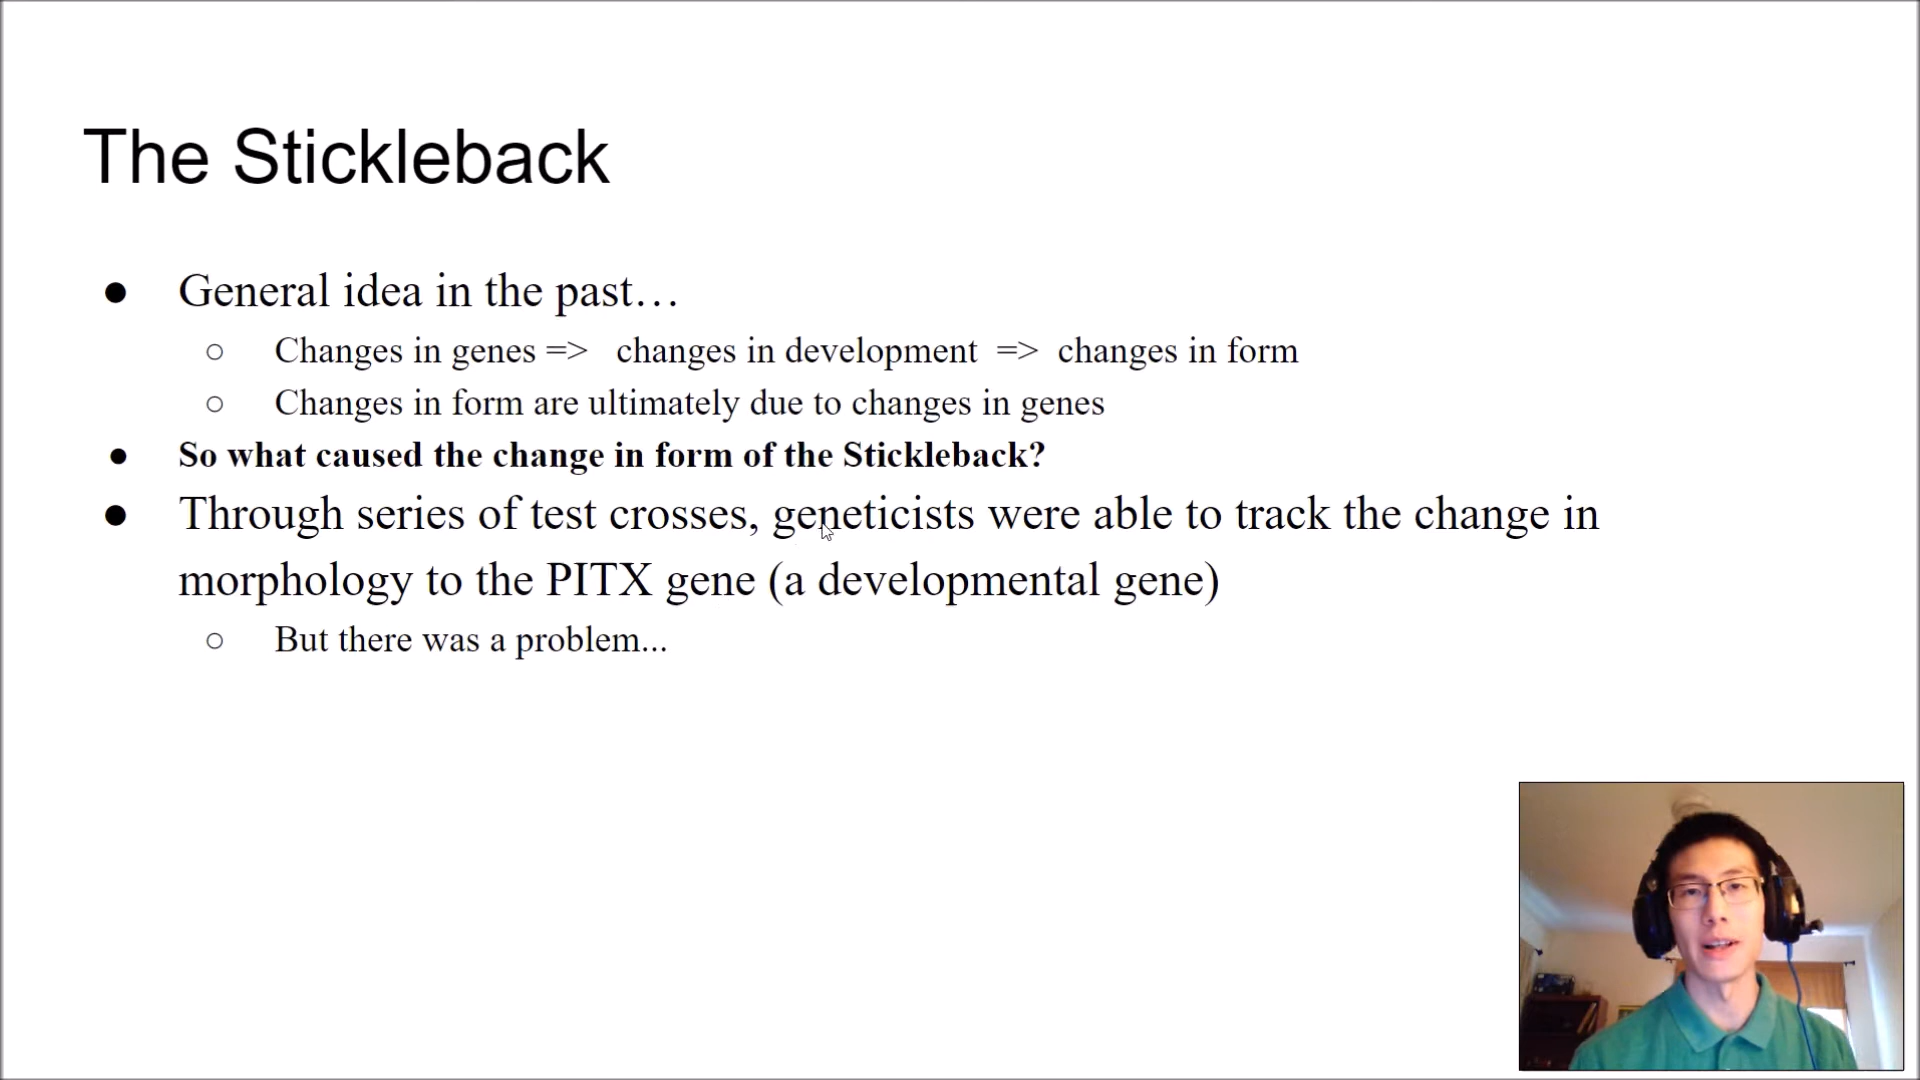 The Stickleback
● General idea in the past…
○ Changes in genes => changes in development => changes in form
○ Changes in form are ultimately due to changes in genes
● So what caused the change in form of the Stickleback?
● Through series of test crosses, geneticists were able to track the change in
morphology to the PITX gene (a developmental gene)
○ But there was a problem...